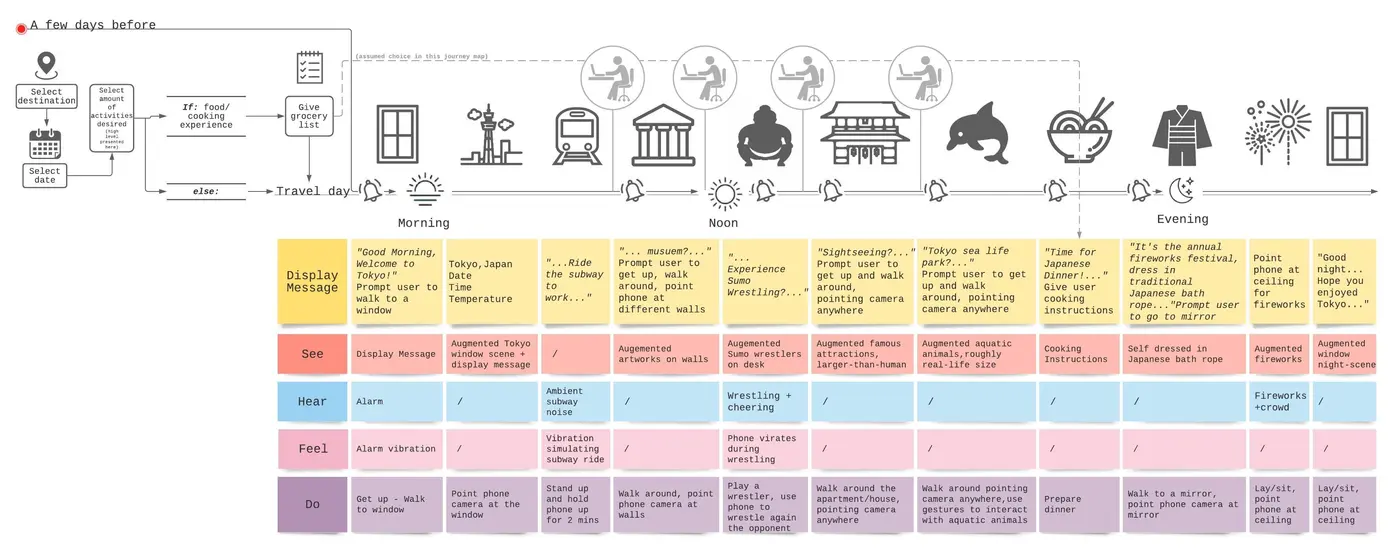 A few days before
(assumed choice in this journey map)
Select
destination
Select
date
Select
amount
of
activities
desired
(high
level
presented
here)
If: food/
cooking
experience
else:
Give
grocery
list
Travel day
Morning
Noon
Evening
Display
Message
"Good Morning,
Welcome to
Tokyo!"
Prompt user to
walk to a
window
Tokyo,Japan
Date
Time
Temperature
"...Ride
the subway
to
work..."
"... musuem?..."
Prompt user to
get up, walk
around, point
phone at
different walls
"...
Experience
Sumo
Wrestling?..."
"Sightseeing?..."
Prompt user to
get up and walk
around,
pointing camera
anywhere
"Tokyo sea life
park?..."
Prompt user to get
up and walk
around, pointing
camera anywhere
"Time for
Japanese
Dinner!..."
Give user
cooking
instructions
"It's the annual
fireworks festival,
dress in
traditional
Japanese bath
rope..."Prompt user
to go to mirror
Point
phone at
ceiling
for
fireworks
"Good
night...
Hope you
enjoyed
Tokyo..."
See
Display Message
Augmented Tokyo
window scene +
display message
/
Augemented
artworks on walls
Augemented
Sumo wrestlers
on desk
Augmented famous
attractions,
larger-than-human
Augmented aquatic
animals,roughly
real-life size
Cooking
Instructions
Self dressed in
Japanese bath rope
Augmented
fireworks
Augmented
window
night-scene
Hear
Alarm
/
Ambient
subway
noise
/
Wrestling +
cheering
/
/
/
/
Fireworks
+crowd
/
Feel
Alarm vibration
/
Vibration
simulating
subway ride
/
Phone virates
during
wrestling
/
/
/
/
/
/
Do
Get up - Walk
to window
Point phone
camera at the
window
Stand up
and hold
phone up
for 2 mins
Walk around, point
phone camera at
walls
Play a
wrestler, use
phone to
wrestle again
the opponent
Walk around the
apartment/house,
pointing camera
anywhere
Walk around pointing
camera anywhere,use
gestures to interact
with aquatic animals
Prepare
dinner
Walk to a mirror,
point phone camera at
mirror
Lay/sit,
point
phone at
ceiling
Lay/sit,
point
phone at
ceiling